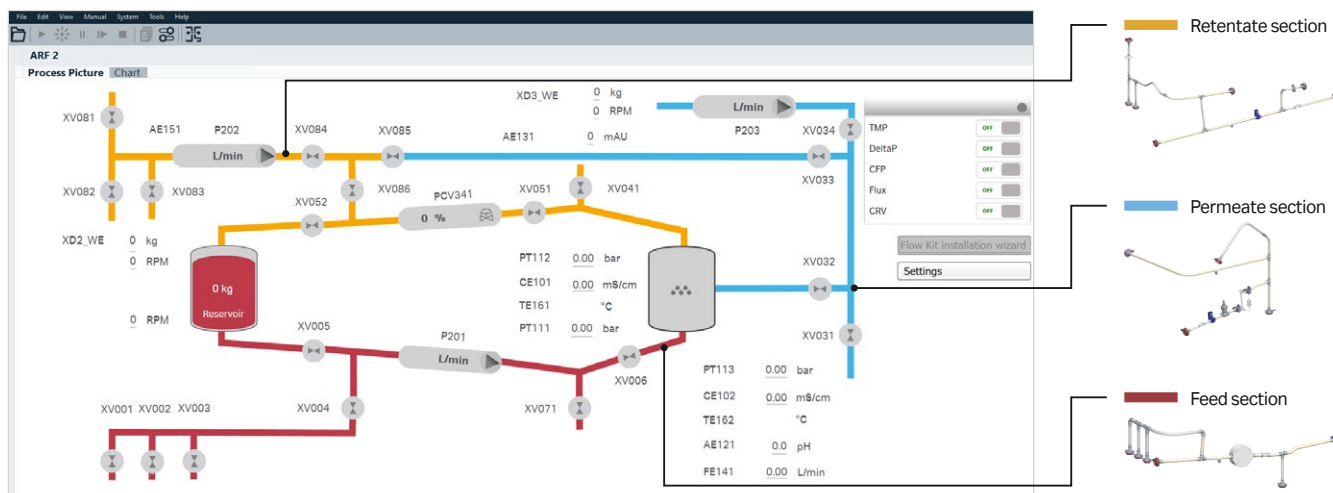 File Edit View Manual System Tools Help
ARF 2
Process Picture Chart
XV081
AE151 P202 XV084 XV085
L/min
XV082 XV083
XV086
XV052
PCV341
0 %
XV051 XV041
XD3_WE 0 kg
0 RPM
AE131 0 mAU
L/min
P203
XV034
XV033
TMP OFF
DeltaP OFF
CFP OFF
Flux OFF
CRV OFF
Flow Kit installation wizard
Settings
XD2_WE 0 kg
0 RPM
0 RPM
0 kg
Reservoir
PT112 0.00 bar
CE101 0.00 mS/cm
TE161 °C
PT111 0.00 bar
XV032
XV031
XV005
P201
L/min
XV006
XV004
XV071
XV001 XV002 XV003
PT113 0.00 bar
CE102 0.00 mS/cm
TE162 °C
AE121 0.0 pH
FE141 0.00 L/min
Retentate section
Permeate section
Feed section